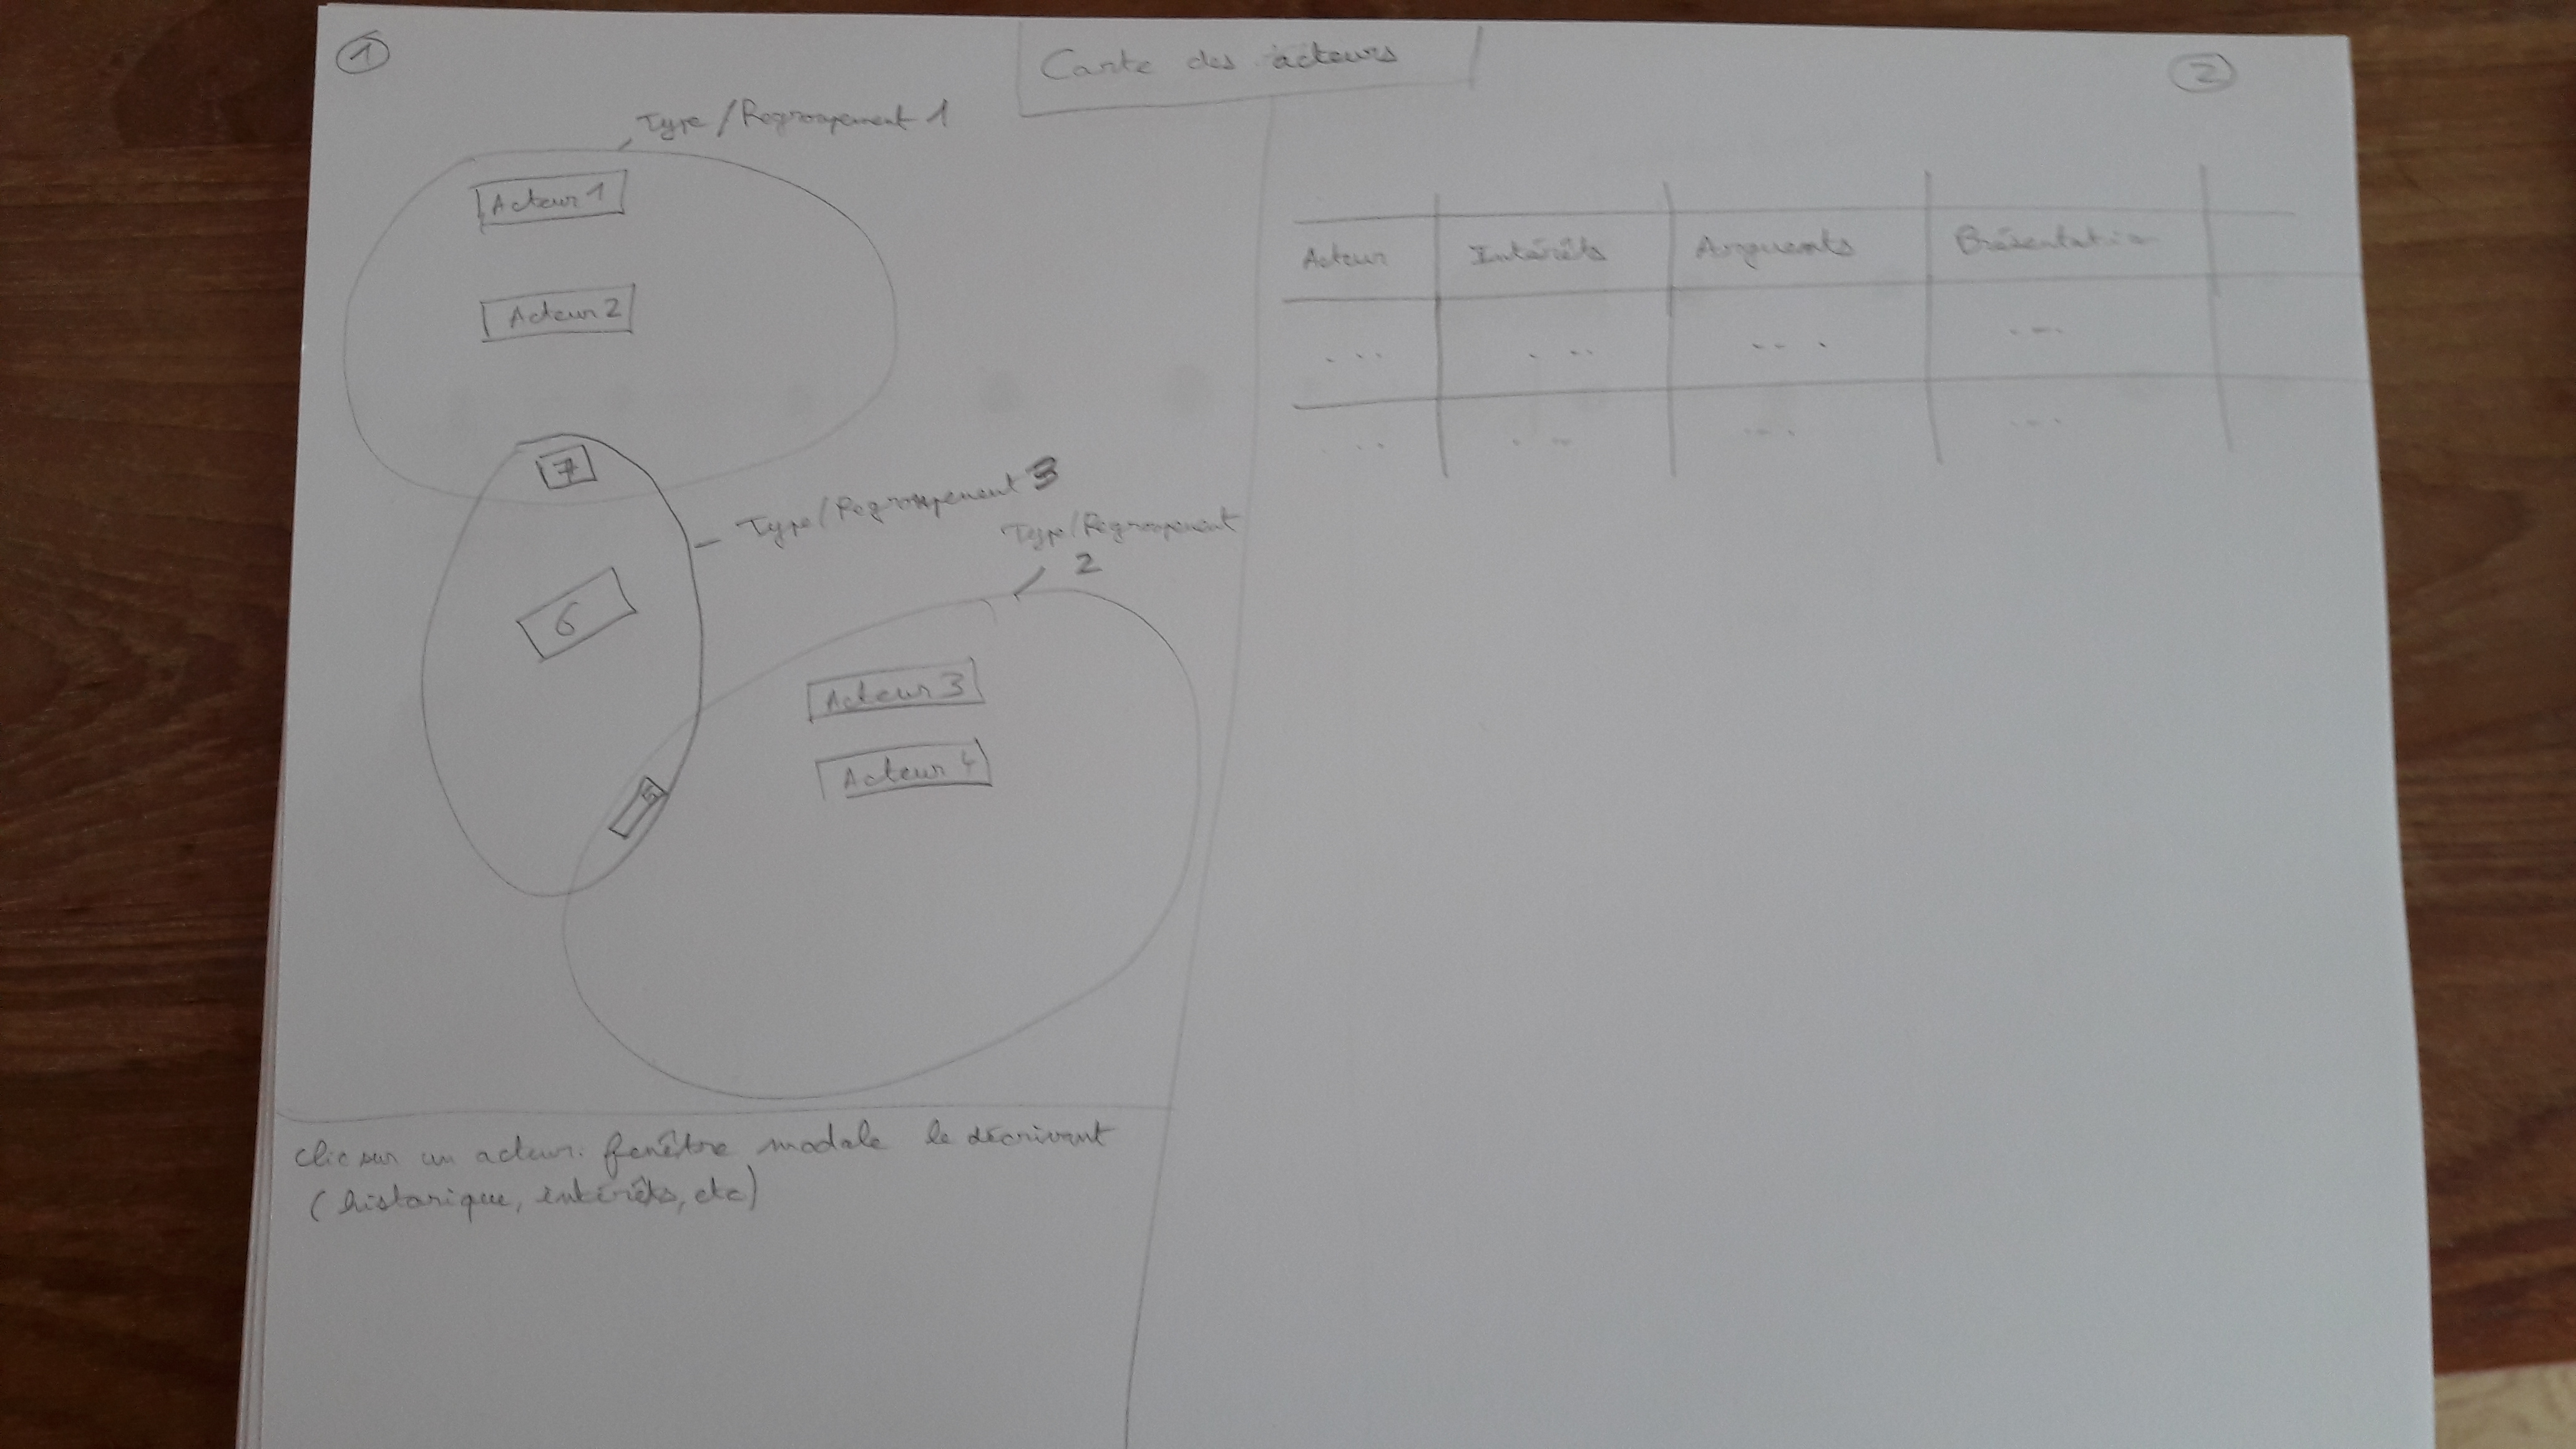 Carte des acteurs
1
Type/Regroupement 1
Acteur 1
Acteur 2
7
Type/Regroupement 3
6
Type/Regroupement
2
5
Acteur 3
Acteur 4
clic sur un acteur: fenêtre modale le décrivant
(historique, intérêts, etc)
2
Acteur Intérêts Arguments Présentation
... ... ... ...
... ... ... ...